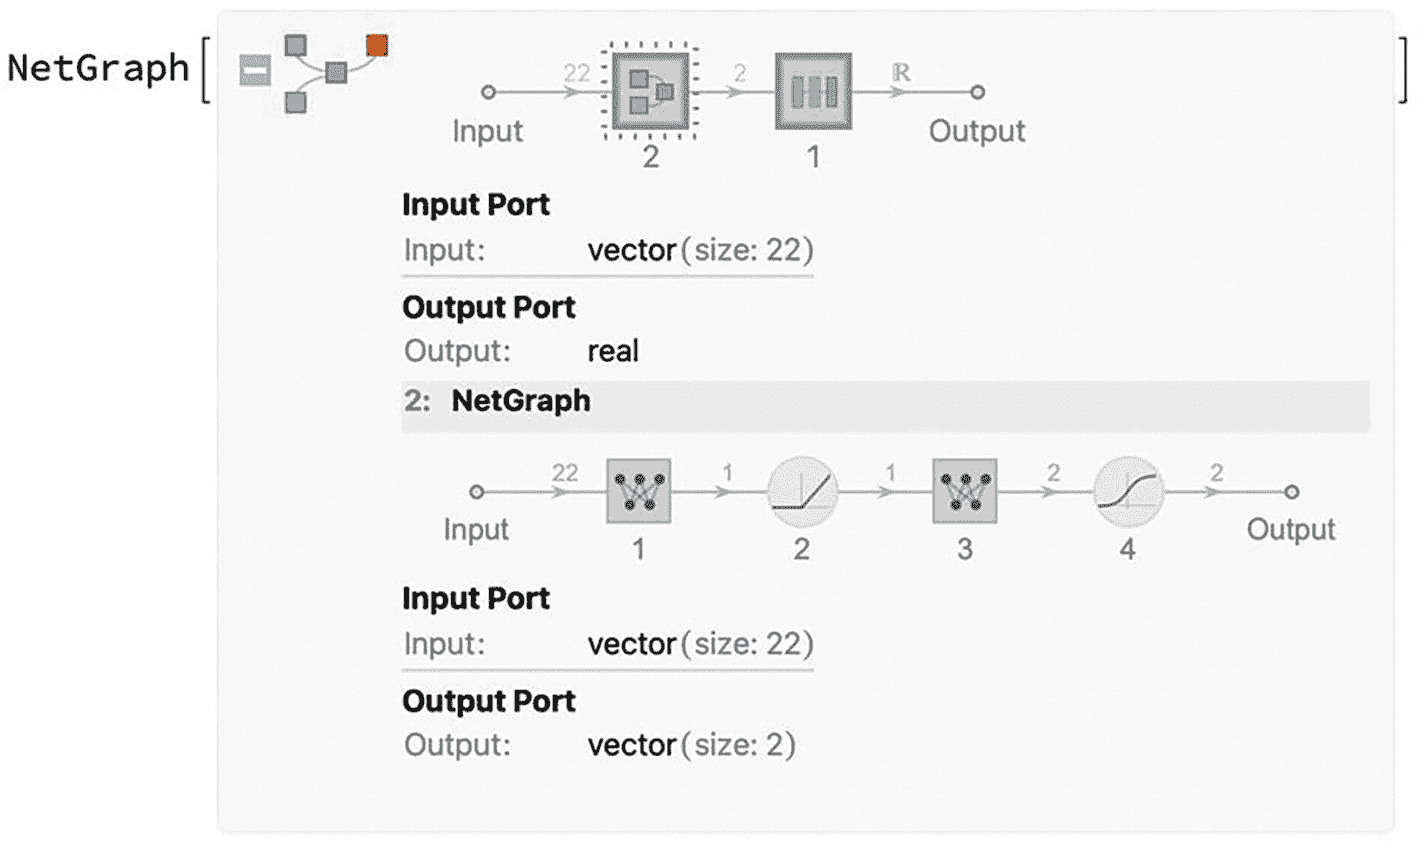 NetGraph[
22 2 ℝ
Input Output
2 1
]
Input Port
Input: vector(size: 22)
Output Port
Output: real
2: NetGraph
22 1 1 2 2
Input Output
1 2 3 4
Input Port
Input: vector(size: 22)
Output Port
Output: vector(size: 2)